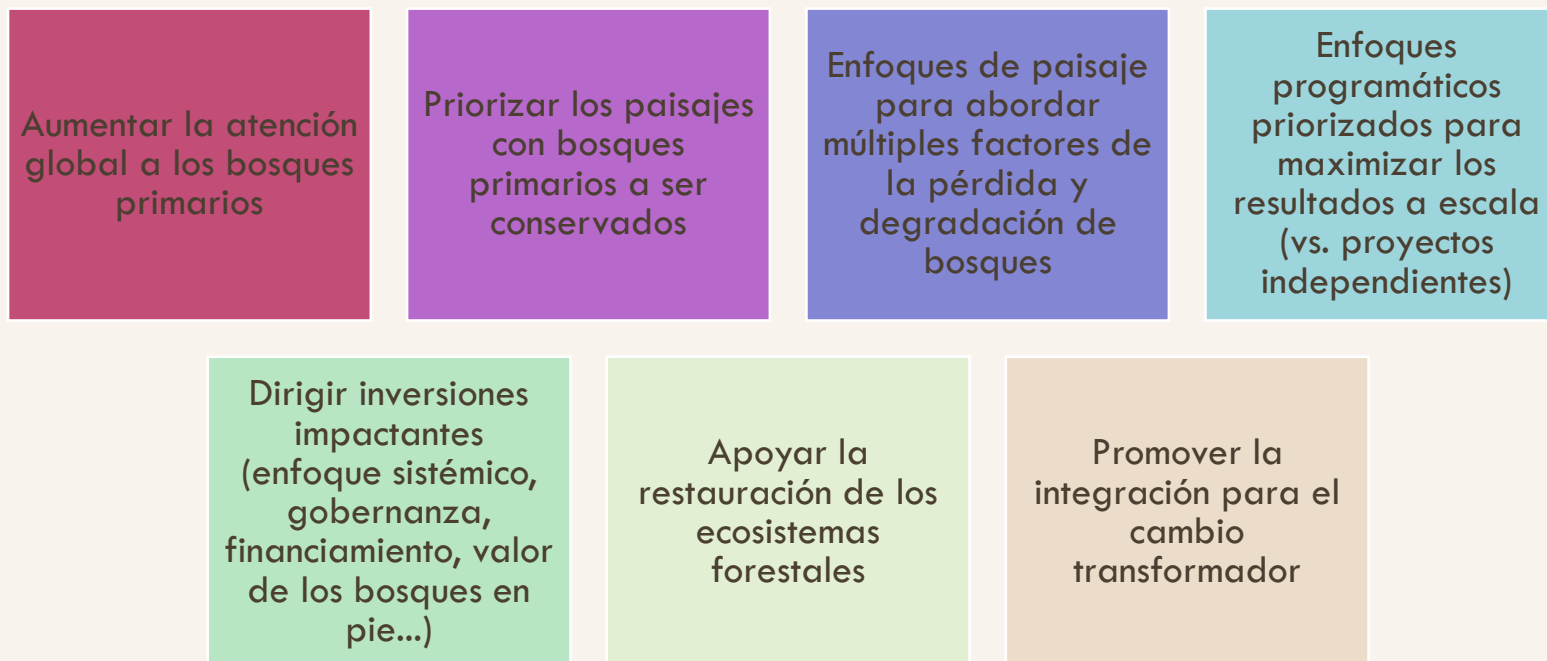 Aumentar la atención
global a los bosques
primarios
Priorizar los paisajes
con bosques
primarios a ser
conservados
Enfoques de paisaje
para abordar
múltiples factores de
la pérdida y
degradación de
bosques
Enfoques
programáticos
priorizados para
maximizar los
resultados a escala
(vs. proyectos
independientes)
Dirigir inversiones
impactantes
(enfoque sistémico,
gobernanza,
financiamiento, valor
de los bosques en
pie...)
Apoyar la
restauración de los
ecosistemas
forestales
Promover la
integración para el
cambio
transformador